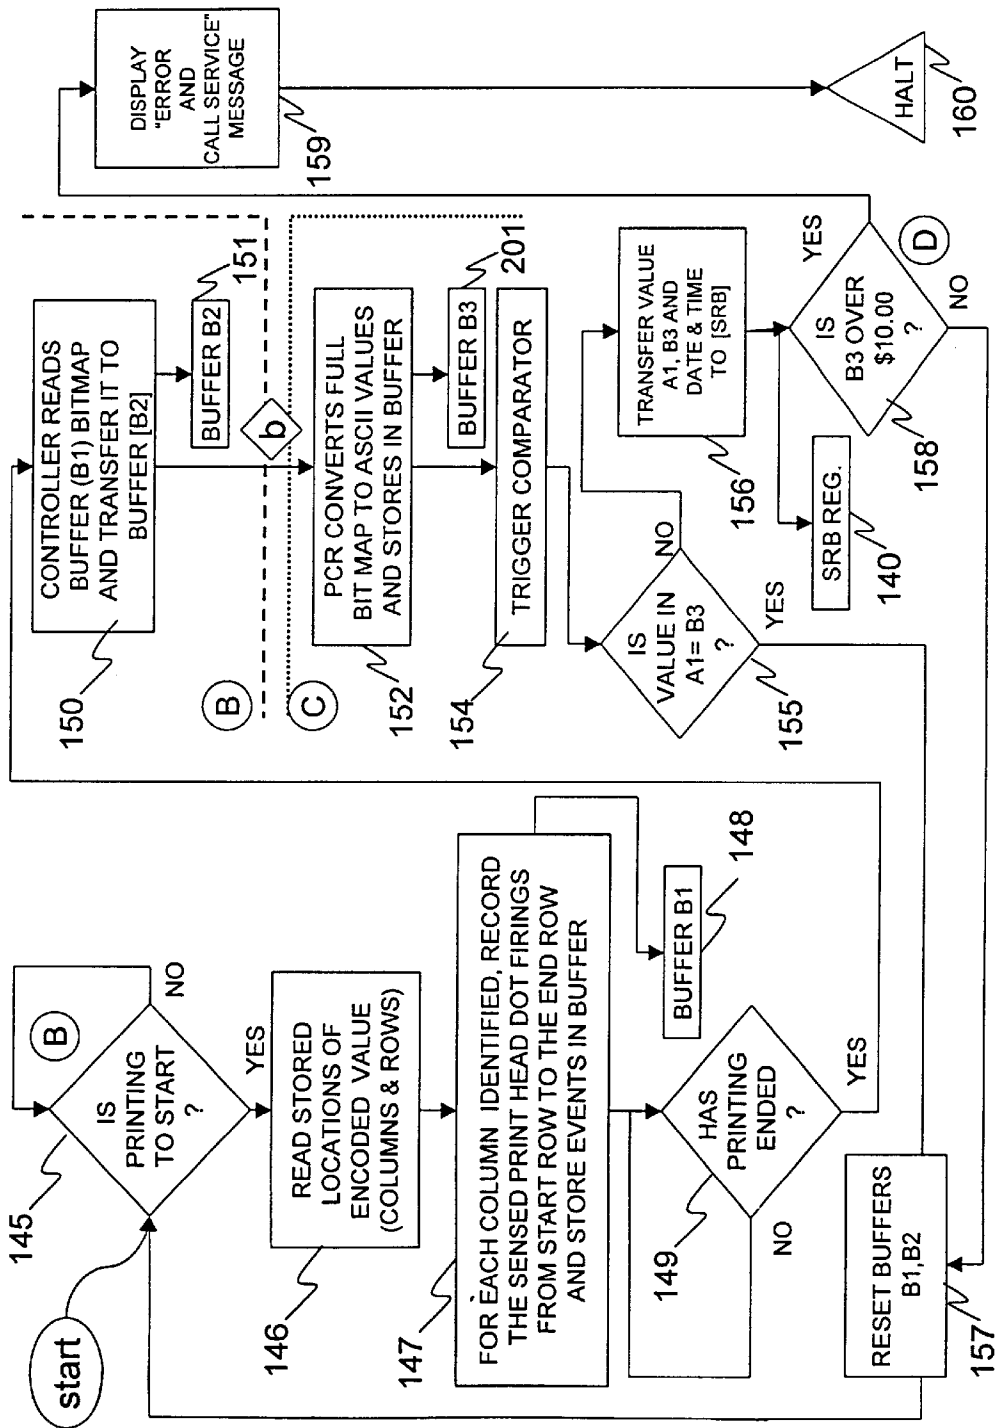 start
145
IS
PRINTING
TO START
?
B
NO
YES
146
READ STORED
LOCATIONS OF
ENCODED VALUE
(COLUMNS & ROWS)
147
FOR EACH COLUMN IDENTIFIED, RECORD
THE SENSED PRINT HEAD DOT FIRINGS
FROM START ROW TO THE END ROW
AND STORE EVENTS IN BUFFER
BUFFER B1
148
149
HAS
PRINTING
ENDED
?
NO
YES
RESET BUFFERS
B1,B2
157
CONTROLLER READS
BUFFER (B1) BITMAP
AND TRANSFER IT TO
BUFFER [B2]
150
BUFFER B2
151
B
b
C
PCR CONVERTS FULL
BIT MAP TO ASCII VALUES
AND STORES IN BUFFER
152
BUFFER B3
201
TRIGGER COMPARATOR
154
IS
VALUE IN
A1= B3
?
155
NO
YES
TRANSFER VALUE
A1, B3 AND
DATE & TIME
TO [SRB]
156
SRB REG.
140
IS
B3 OVER
$10.00
?
158
YES
D
NO
DISPLAY
"ERROR
AND
CALL SERVICE"
MESSAGE
159
HALT
160